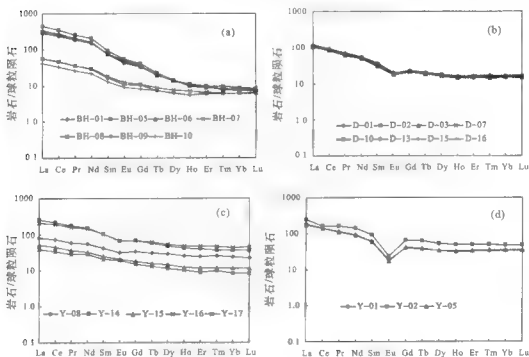 (a)
1000
100
10
1.0
0 1
岩石/球粒陨石
BH-01 BH-05 BH-06 BH-07
BH-08 BH-09 BH-10
La Ce Pr Nd Sm Eu Gd Tb Dy Ho Er Tm Yb Lu
(b)
1000
100
10
1.0
0 1
岩石/球粒陨石
D-01 D-02 D-03 D-07
D-10 D-13 D-15 D-16
La Ce Pr Nd Sm Eu Gd Tb Dy Ho Er Tm Yb Lu
(c)
1000
100
10
1.0
0.1
岩石/球粒陨石
Y-08 Y-14 Y-15 Y-16 Y-17
La Ce Pr Nd Sm Eu Gd Tb Dy Ho Er Tm Yb Lu
(d)
1000
100
10
1.0
0.1
岩石/球粒陨石
Y-01 Y-02 Y-05
La Ce Pr Nd Sm Eu Gd Tb Dy Ho Er Tm Yb Lu